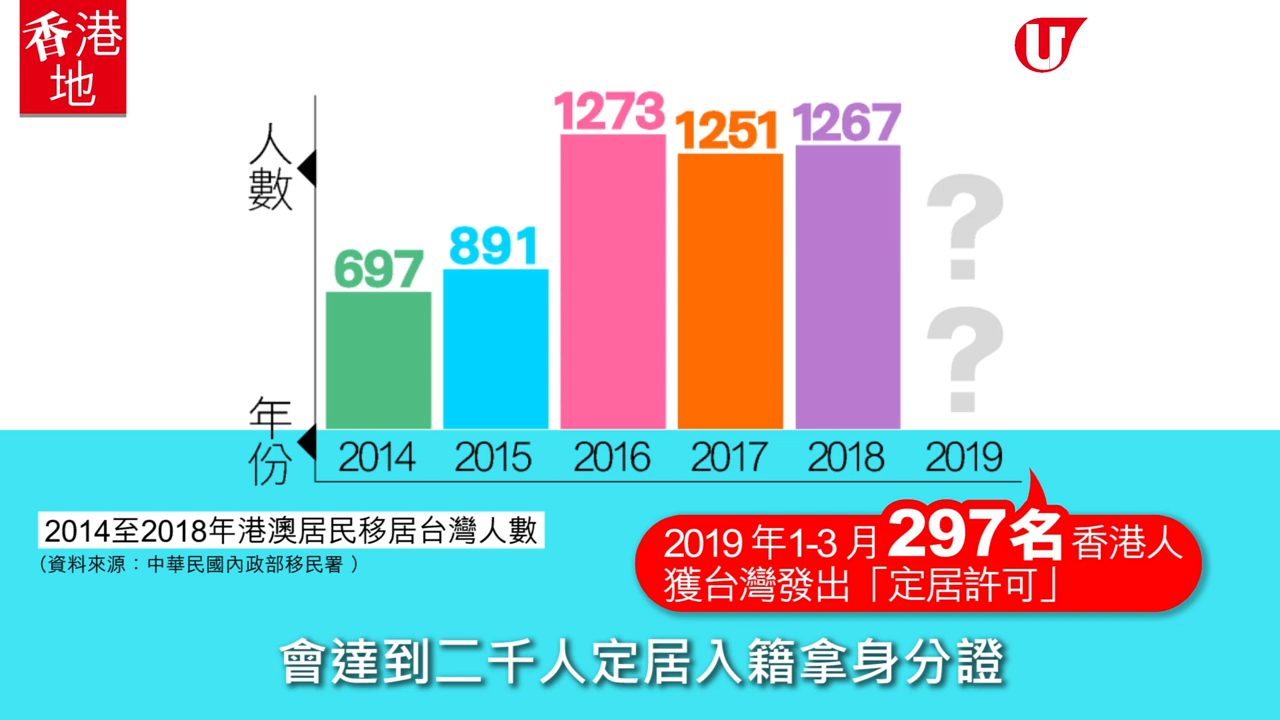 香港
地
U
人數
1273
1251
1267
891
697
?
?
年份
2014 2015 2016 2017 2018 2019
2014至2018年港澳居民移居台灣人數
(資料來源：中華民國內政部移民署)
2019年1-3月297名香港人
獲台灣發出「定居許可」
會達到二千人定居入籍拿身分證